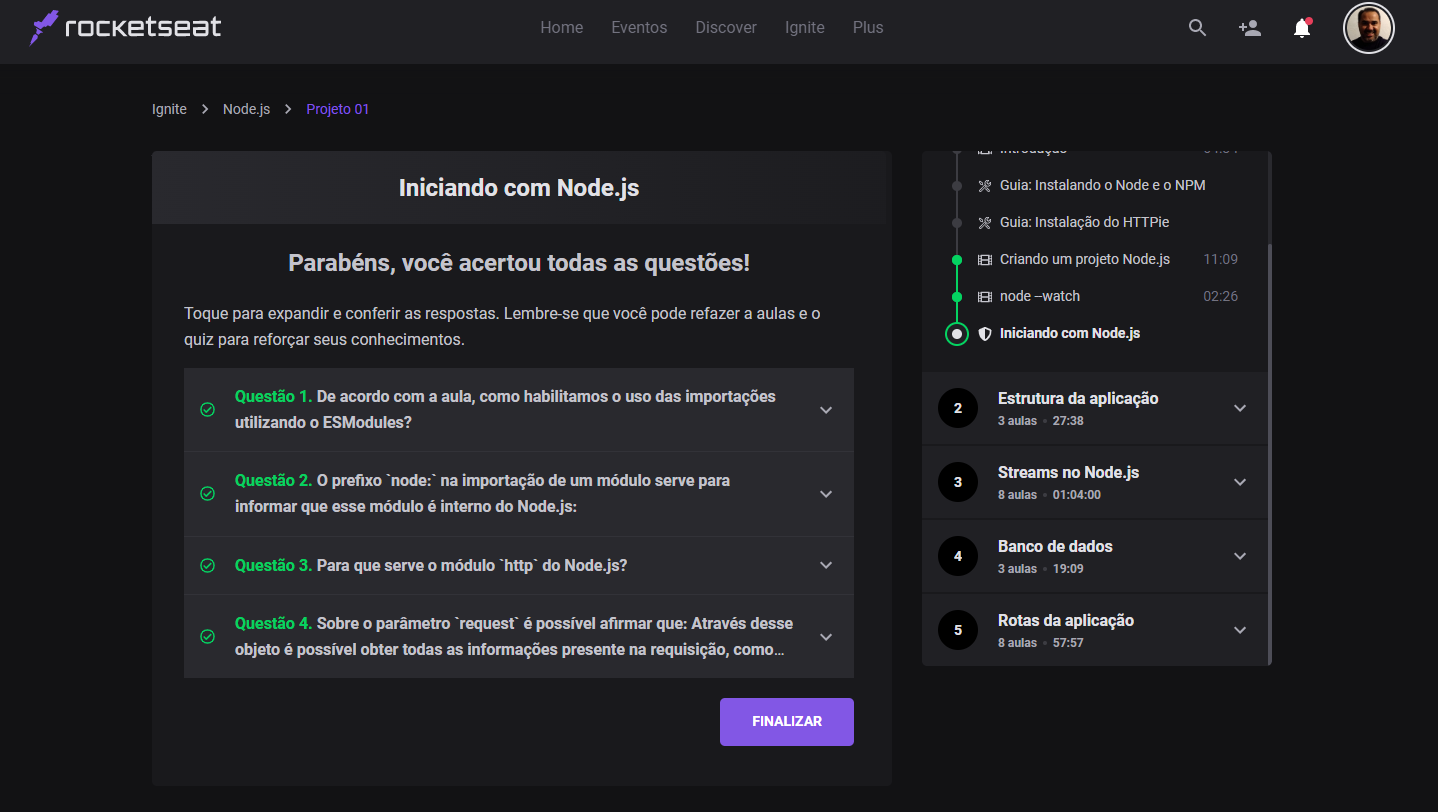 rocketseat
Home Eventos Discover Ignite Plus
Ignite > Node.js > Projeto 01
Iniciando com Node.js
Parabéns, você acertou todas as questões!
Toque para expandir e conferir as respostas. Lembre-se que você pode refazer a aulas e o
quiz para reforçar seus conhecimentos.
Questão 1. De acordo com a aula, como habilitamos o uso das importações
utilizando o ESModules?
Questão 2. O prefixo `node:` na importação de um módulo serve para
informar que esse módulo é interno do Node.js:
Questão 3. Para que serve o módulo `http` do Node.js?
Questão 4. Sobre o parâmetro `request` é possível afirmar que: Através desse
objeto é possível obter todas as informações presente na requisição, como…
FINALIZAR
Introdução
Guia: Instalando o Node e o NPM
Guia: Instalação do HTTPie
Criando um projeto Node.js 11:09
node –watch 02:26
Iniciando com Node.js
2 Estrutura da aplicação
3 aulas • 27:38
3 Streams no Node.js
8 aulas • 01:04:00
4 Banco de dados
3 aulas • 19:09
5 Rotas da aplicação
8 aulas • 57:57